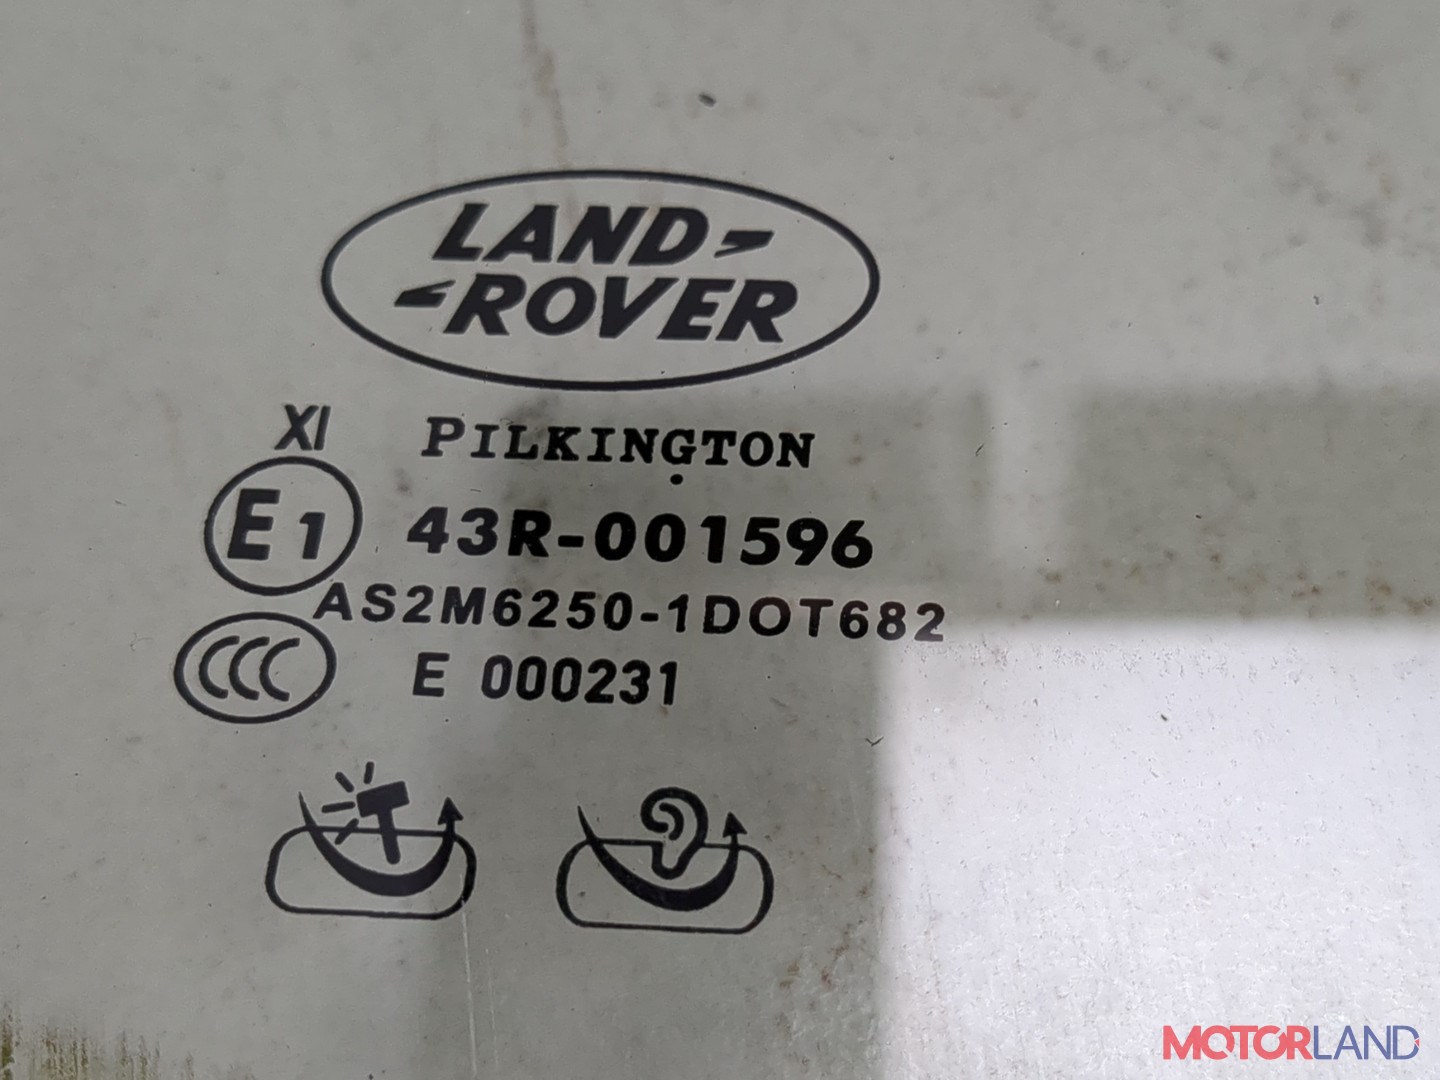 LAND
ROVER
XI
PILKINGTON
E1
43R-001596
AS2M6250-1DOT682
CCC
E 000231
MOTORLAND